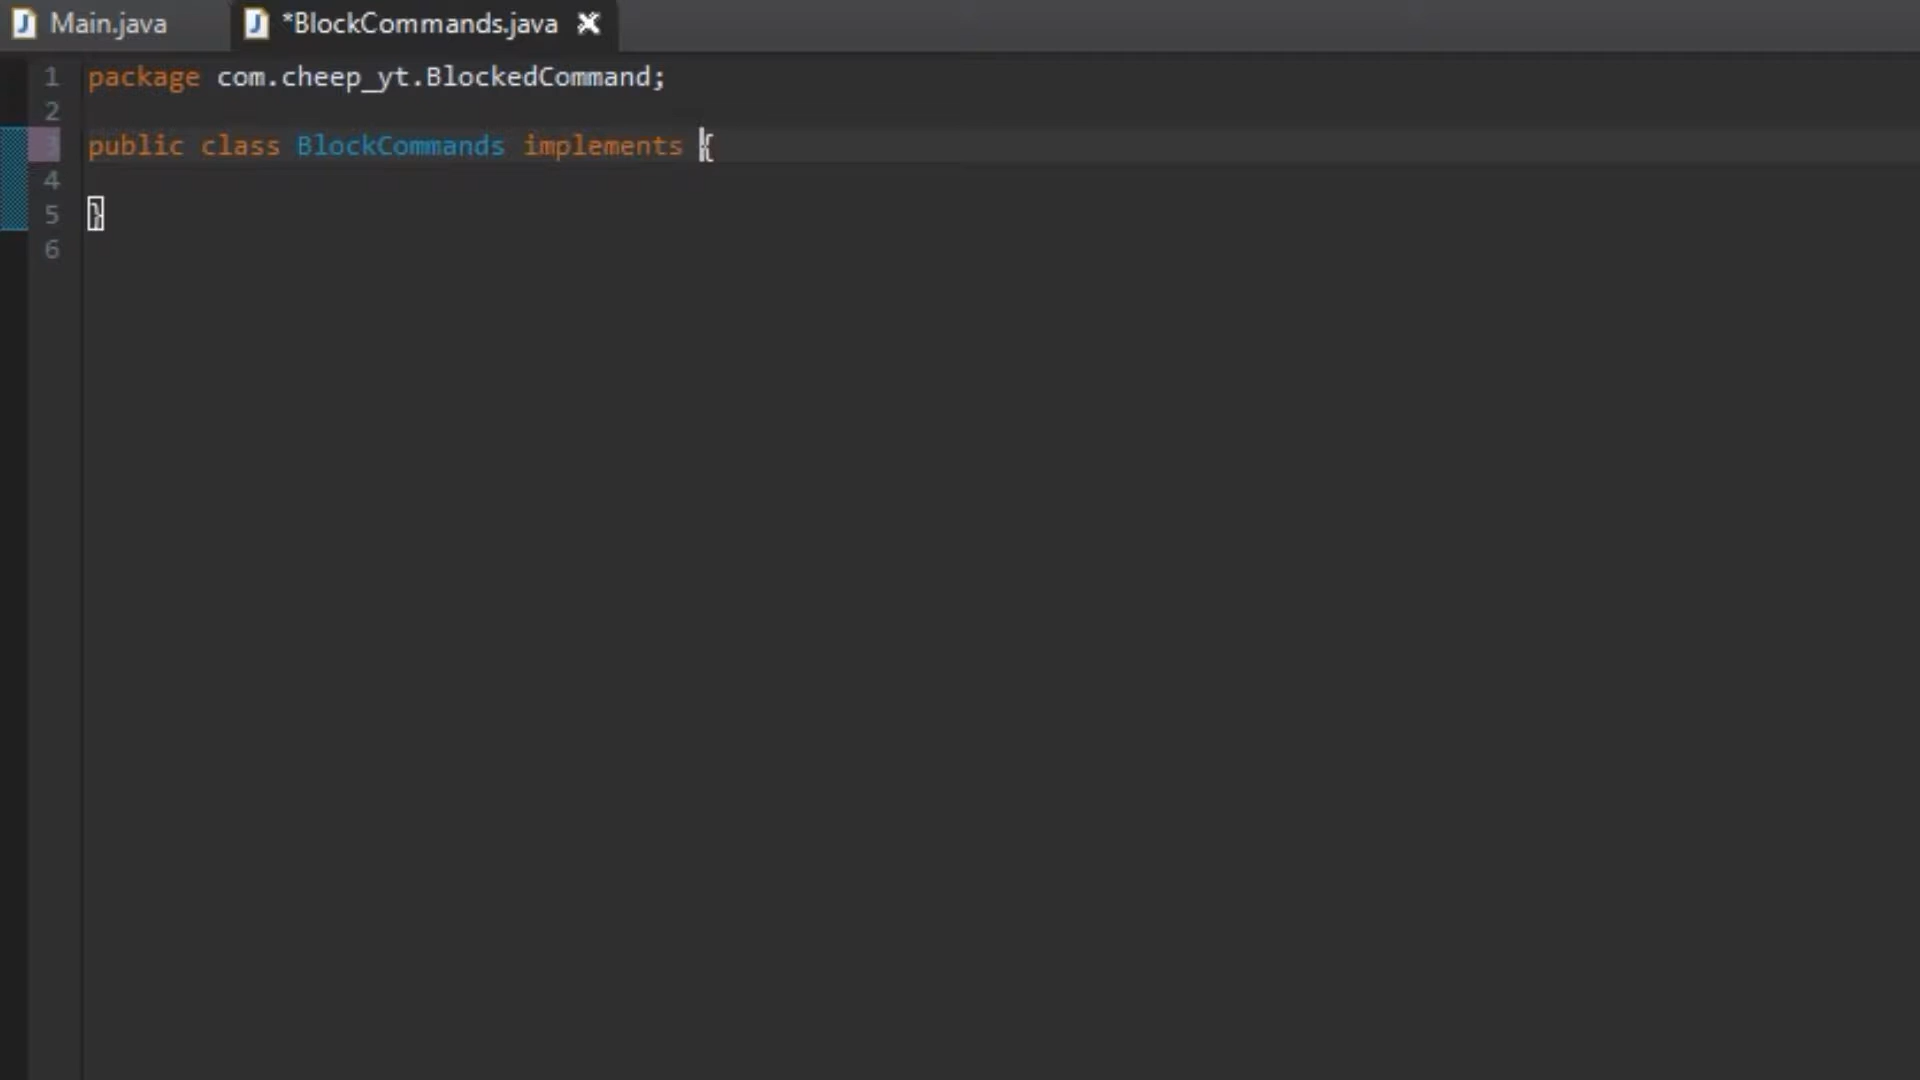 Main.java
*BlockCommands.java
1 package com.cheep_yt.BlockedCommand;
2
3 public class BlockCommands implements {
4
5 }
6